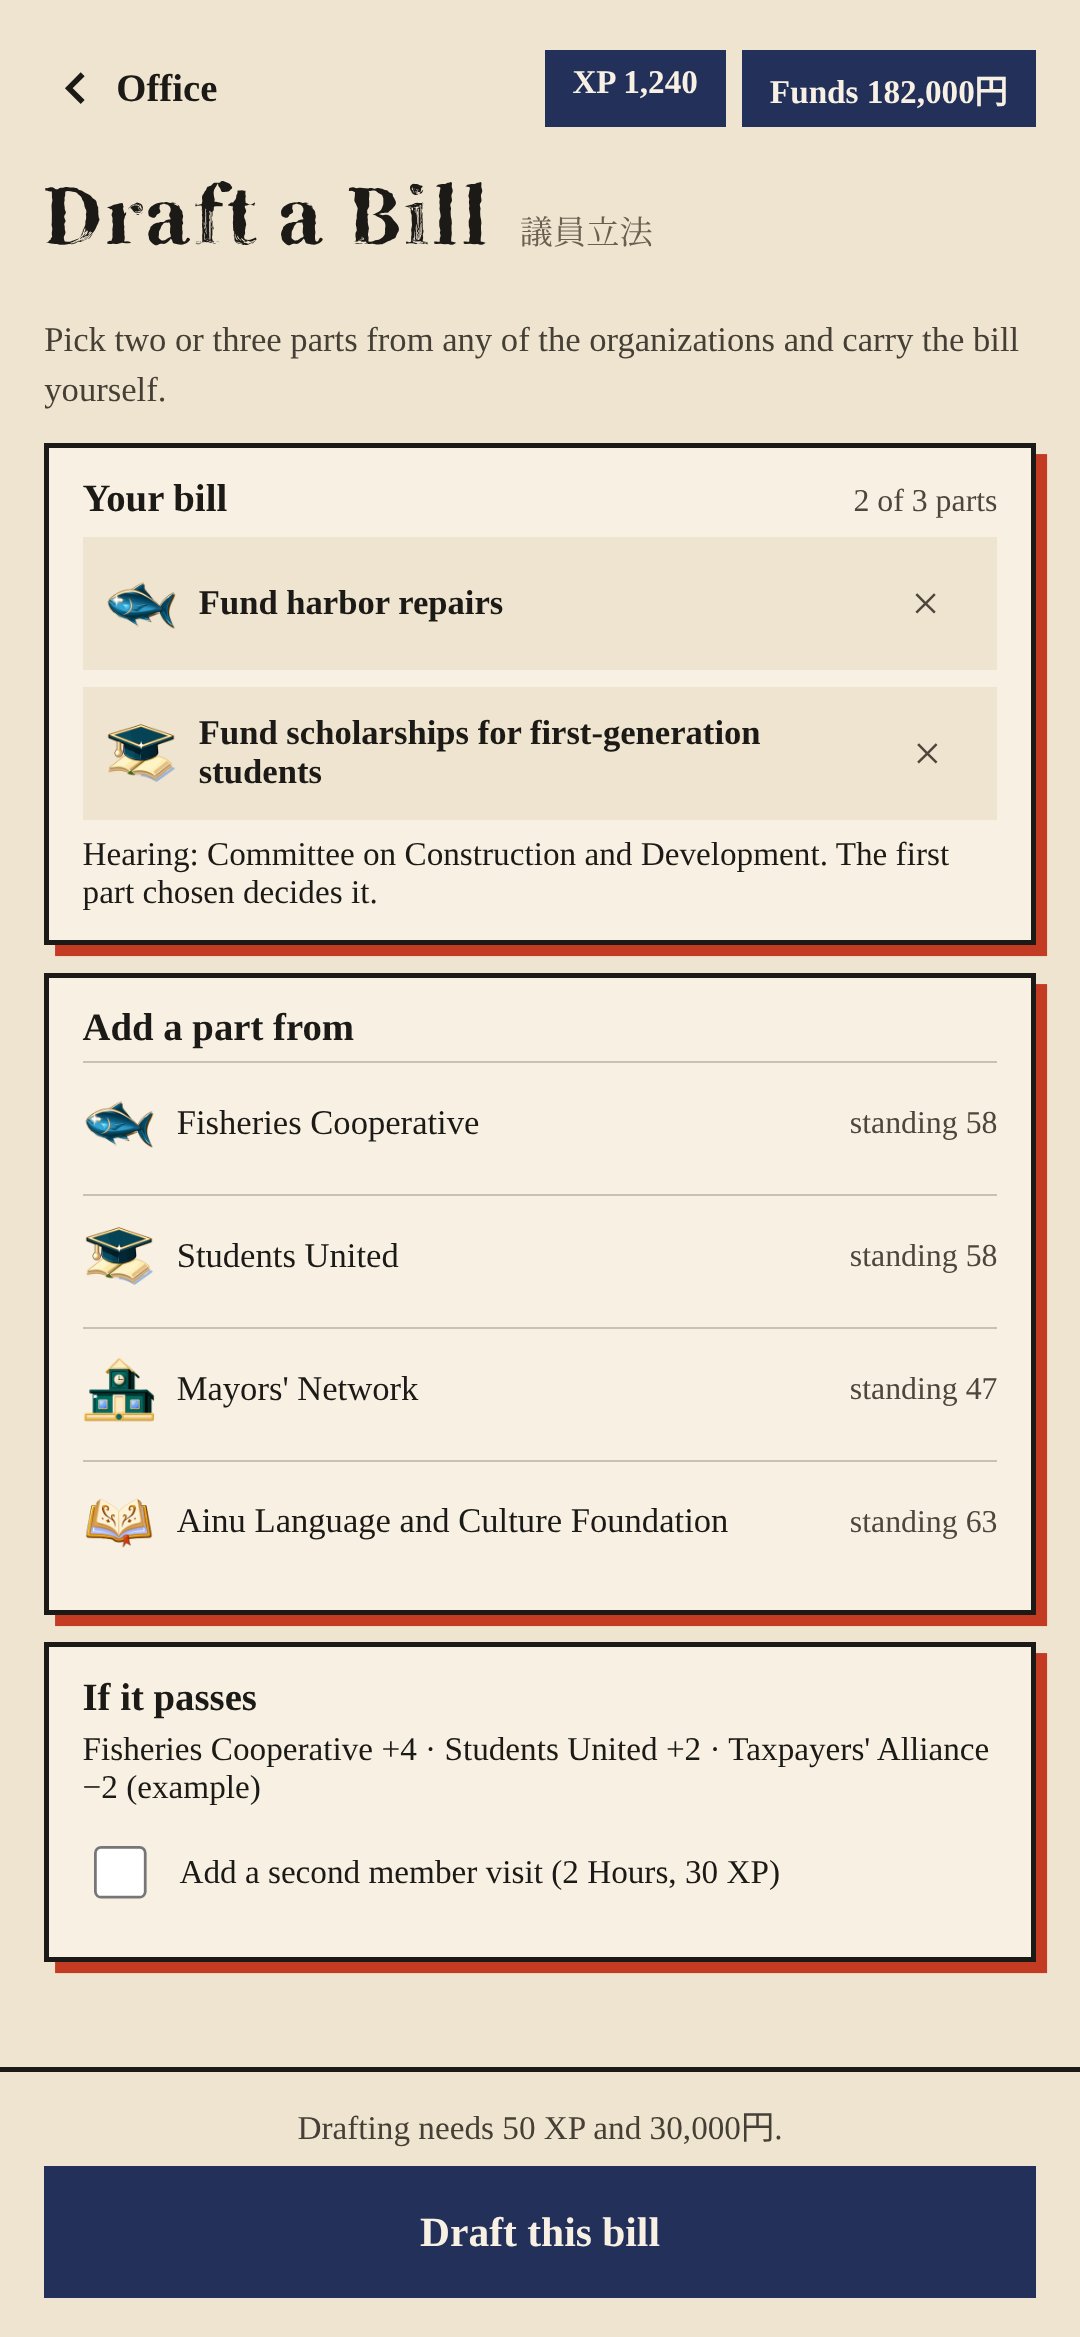 Office
XP 1,240
Funds 182,000円
Draft a Bill 議員立法
Pick two or three parts from any of the organizations and carry the bill
yourself.
Your bill
2 of 3 parts
Fund harbor repairs
×
Fund scholarships for first-generation
students
×
Hearing: Committee on Construction and Development. The first
part chosen decides it.
Add a part from
Fisheries Cooperative
standing 58
Students United
standing 58
Mayors' Network
standing 47
Ainu Language and Culture Foundation
standing 63
If it passes
Fisheries Cooperative +4 · Students United +2 · Taxpayers' Alliance
−2 (example)
Add a second member visit (2 Hours, 30 XP)
Drafting needs 50 XP and 30,000円.
Draft this bill